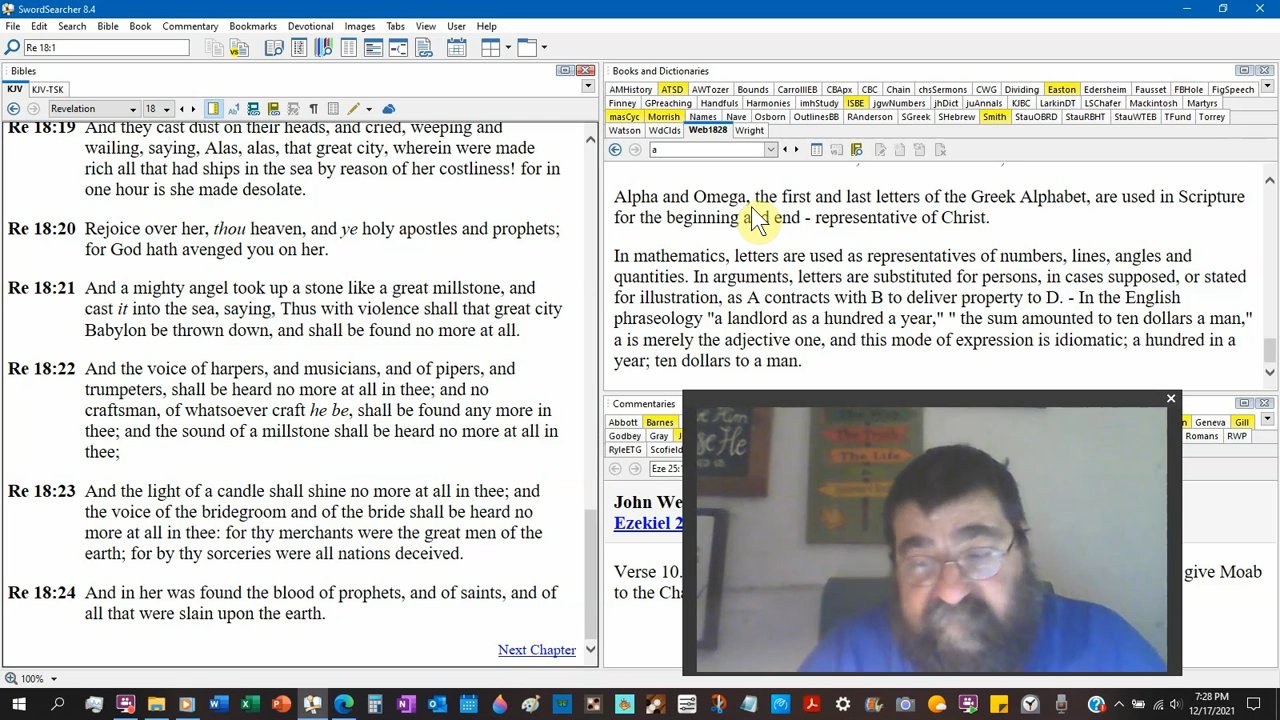 SwordSearcher 8.4
File Edit Search Bible Book Commentary Bookmarks Devotional Images Tabs View User Help
Re 18:1
Bibles
KJV KJV-TSK
Revelation 18
Re 18:19 And they cast dust on their heads, and cried, weeping and
wailing, saying, Alas, alas, that great city, wherein were made
rich all that had ships in the sea by reason of her costliness! for in
one hour is she made desolate.
Re 18:20 Rejoice over her, thou heaven, and ye holy apostles and prophets;
for God hath avenged you on her.
Re 18:21 And a mighty angel took up a stone like a great millstone, and
cast it into the sea, saying, Thus with violence shall that great city
Babylon be thrown down, and shall be found no more at all.
Re 18:22 And the voice of harpers, and musicians, and of pipers, and
trumpeters, shall be heard no more at all in thee; and no
craftsman, of whatsoever craft he be, shall be found any more in
thee; and the sound of a millstone shall be heard no more at all in
thee;
Re 18:23 And the light of a candle shall shine no more at all in thee; and
the voice of the bridegroom and of the bride shall be heard no
more at all in thee: for thy merchants were the great men of the
earth; for by thy sorceries were all nations deceived.
Re 18:24 And in her was found the blood of prophets, and of saints, and of
all that were slain upon the earth.
Next Chapter
100%
Books and Dictionaries
AMHistory ATSD AWTozer Bounds CarrollEB CBApx CBC Chain chsSermons CWG Dividing Easton Edersheim Fausset FBHole FigSpeech
Finney GPreaching Handfuls Harmonies imhStudy ISBE jgwNumbers jhDict juAnnals KJBC LarkinDT LSChafer Mackintosh Martyrs
masCyc Morrish Names Nave Osborn OutlinesBB RAnderson SGreek SHebrew Smith StauOBRD StauRBHT StauWTEB TFund Torrey
Watson WdClds Web1828 Wright
a
Alpha and Omega, the first and last letters of the Greek Alphabet, are used in Scripture
for the beginning and end - representative of Christ.
In mathematics, letters are used as representatives of numbers, lines, angles and
quantities. In arguments, letters are substituted for persons, in cases supposed, or stated
for illustration, as A contracts with B to deliver property to D. - In the English
phraseology "a landlord as a hundred a year," " the sum amounted to ten dollars a man,"
a is merely the adjective one, and this mode of expression is idiomatic; a hundred in a
year; ten dollars to a man.
Commentaries
Abbott Barnes Geneva Gill
Godbey Gray Romans RWP
RyleETG Scofield
Eze 25:
John We
Ezekiel 2
Verse 10. give Moab
to the Cha
The Truth
The Life
7:28 PM
12/17/2021